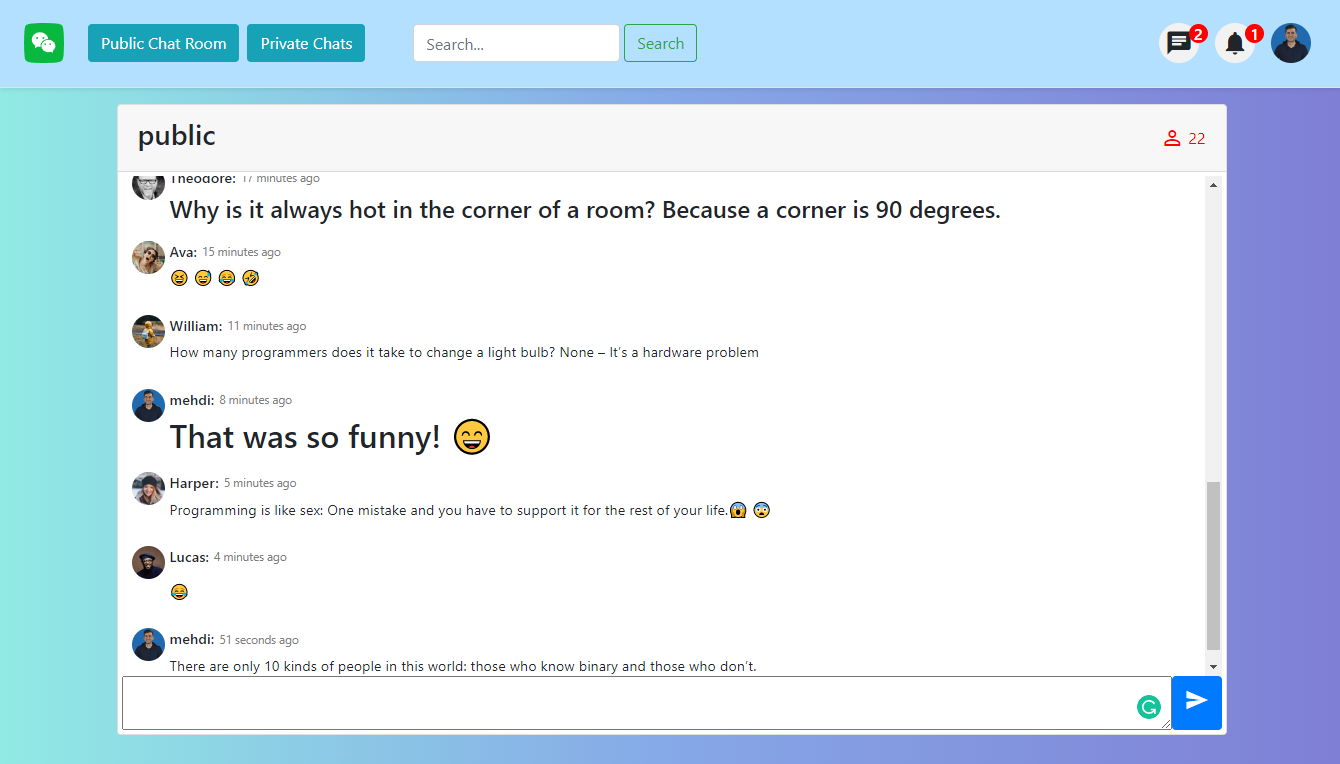 Public Chat Room Private Chats Search... Search 2 1
public 22
Theodore: 17 minutes ago
Why is it always hot in the corner of a room? Because a corner is 90 degrees.
Ava: 15 minutes ago
😆 😅 😂 🤣
William: 11 minutes ago
How many programmers does it take to change a light bulb? None – It’s a hardware problem
mehdi: 8 minutes ago
That was so funny! 😄
Harper: 5 minutes ago
Programming is like sex: One mistake and you have to support it for the rest of your life.😱 😨
Lucas: 4 minutes ago
😂
mehdi: 51 seconds ago
There are only 10 kinds of people in this world: those who know binary and those who don’t.